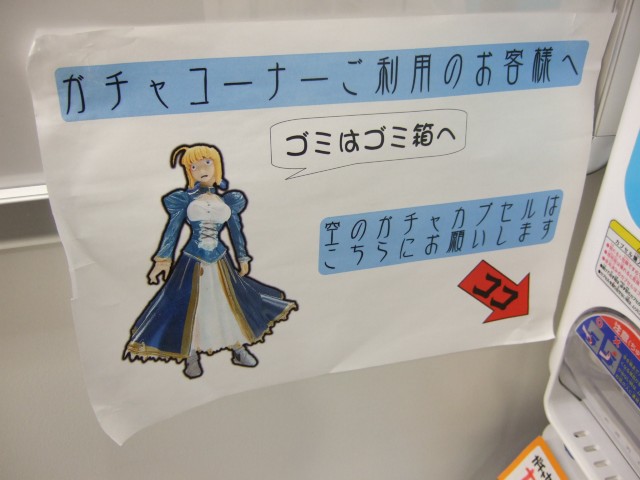 ガチャコーナーご利用のお客様へ
ゴミはゴミ箱へ
空のガチャカプセルは
こちらにお願いします
ココ